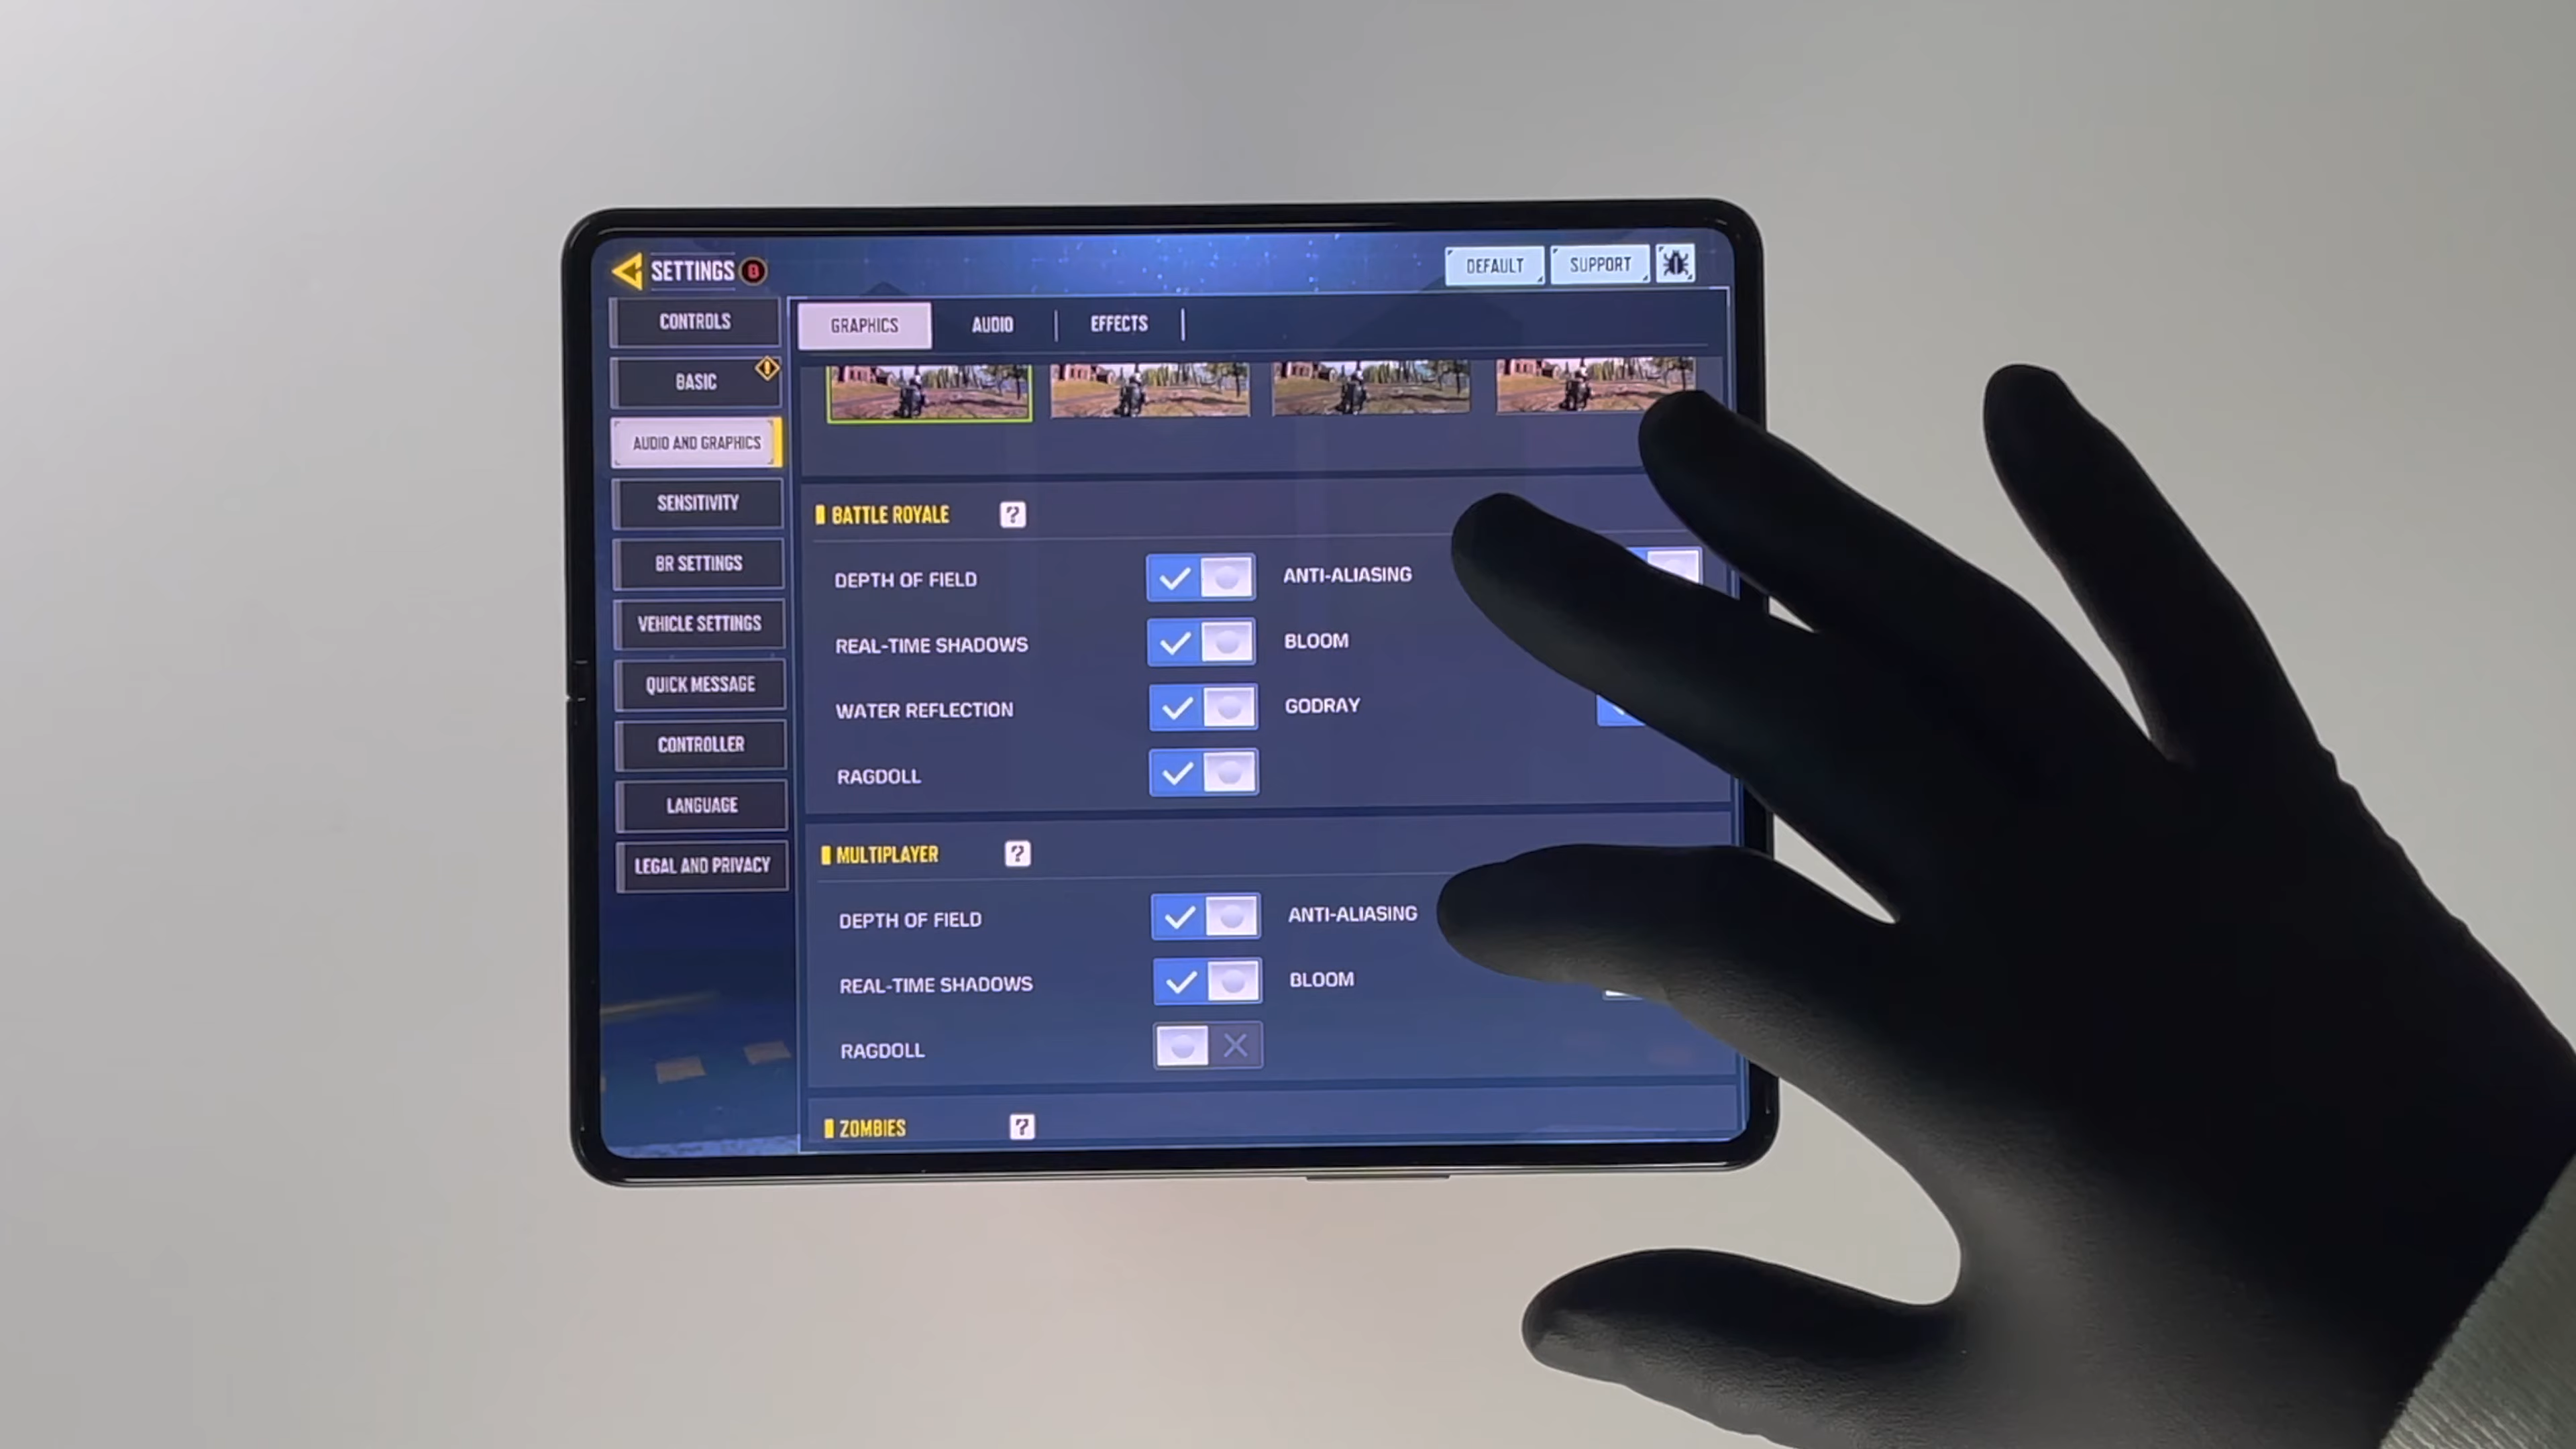 SETTINGS B
DEFAULT
SUPPORT
CONTROLS
BASIC
AUDIO AND GRAPHICS
SENSITIVITY
BR SETTINGS
VEHICLE SETTINGS
QUICK MESSAGE
CONTROLLER
LANGUAGE
LEGAL AND PRIVACY
GRAPHICS
AUDIO
EFFECTS
BATTLE ROYALE ?
DEPTH OF FIELD
ANTI-ALIASING
REAL-TIME SHADOWS
BLOOM
WATER REFLECTION
GODRAY
RAGDOLL
MULTIPLAYER ?
DEPTH OF FIELD
ANTI-ALIASING
REAL-TIME SHADOWS
BLOOM
RAGDOLL
ZOMBIES ?